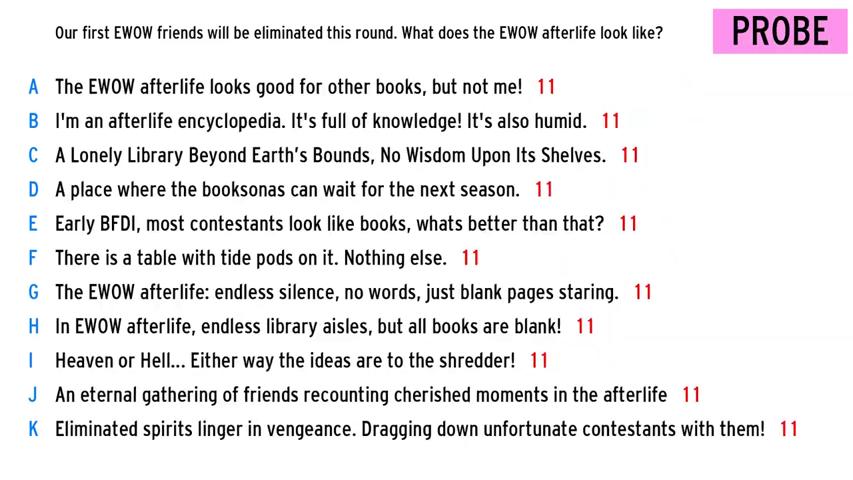 Our first EWOW friends will be eliminated this round. What does the EWOW afterlife look like?
PROBE
A The EWOW afterlife looks good for other books, but not me! 11
B I'm an afterlife encyclopedia. It's full of knowledge! It's also humid. 11
C A Lonely Library Beyond Earth's Bounds, No Wisdom Upon Its Shelves. 11
D A place where the booksonas can wait for the next season. 11
E Early BFDI, most contestants look like books, whats better than that? 11
F There is a table with tide pods on it. Nothing else. 11
G The EWOW afterlife: endless silence, no words, just blank pages staring. 11
H In EWOW afterlife, endless library aisles, but all books are blank! 11
I Heaven or Hell... Either way the ideas are to the shredder! 11
J An eternal gathering of friends recounting cherished moments in the afterlife 11
K Eliminated spirits linger in vengeance. Dragging down unfortunate contestants with them! 11